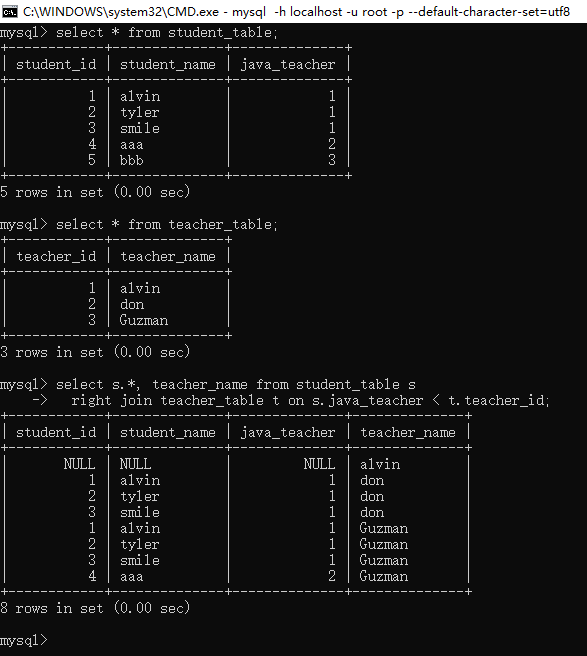 C:\WINDOWS\system32\CMD.exe - mysql  -h localhost -u root -p --default-character-set=utf8
mysql> select * from student_table;
+------------+--------------+--------------+
| student_id | student_name | java_teacher |
+------------+--------------+--------------+
|          1 | alvin        |            1 |
|          2 | tyler        |            1 |
|          3 | smile        |            1 |
|          4 | aaa          |            2 |
|          5 | bbb          |            3 |
+------------+--------------+--------------+
5 rows in set (0.00 sec)
mysql> select * from teacher_table;
+------------+--------------+
| teacher_id | teacher_name |
+------------+--------------+
|          1 | alvin        |
|          2 | don          |
|          3 | Guzman       |
+------------+--------------+
3 rows in set (0.00 sec)
mysql> select s.*, teacher_name from student_table s
    ->   right join teacher_table t on s.java_teacher < t.teacher_id;
+------------+--------------+--------------+--------------+
| student_id | student_name | java_teacher | teacher_name |
+------------+--------------+--------------+--------------+
|       NULL | NULL         |         NULL | alvin        |
|          1 | alvin        |            1 | don          |
|          2 | tyler        |            1 | don          |
|          3 | smile        |            1 | don          |
|          1 | alvin        |            1 | Guzman       |
|          2 | tyler        |            1 | Guzman       |
|          3 | smile        |            1 | Guzman       |
|          4 | aaa          |            2 | Guzman       |
+------------+--------------+--------------+--------------+
8 rows in set (0.00 sec)
mysql>